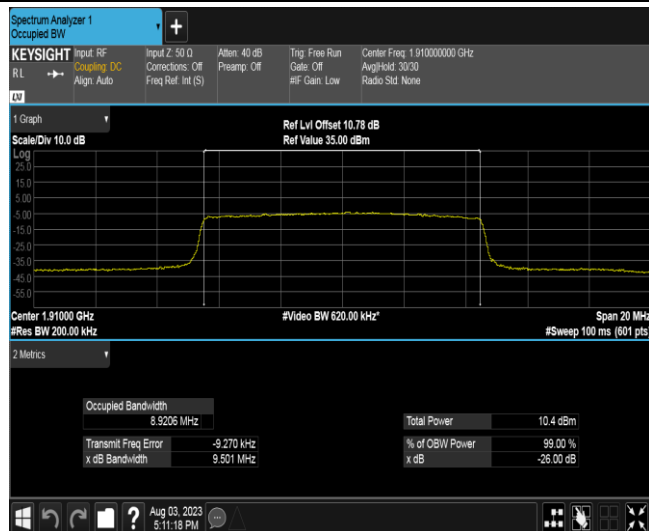 Spectrum Analyzer 1
Occupied BW
+
KEYSIGHT
RL
Input: RF
Coupling: DC
Align: Auto
Input Z: 50 Ω
Corrections: Off
Freq Ref: Int (S)
Atten: 40 dB
Preamp: Off
Trig: Free Run
Gate: Off
#IF Gain: Low
Center Freq: 1.910000000 GHz
Avg|Hold: 30/30
Radio Std: None
1 Graph
Scale/Div 10.0 dB
Ref Lvl Offset 10.78 dB
Ref Value 35.00 dBm
Log
25.0
15.0
5.00
-5.00
-15.0
-25.0
-35.0
-45.0
-55.0
Center 1.91000 GHz
#Res BW 200.00 kHz
#Video BW 620.00 kHz*
Span 20 MHz
#Sweep 100 ms (601 pts)
2 Metrics
Occupied Bandwidth
8.9206 MHz
Transmit Freq Error -9.270 kHz
x dB Bandwidth 9.501 MHz
Total Power 10.4 dBm
% of OBW Power 99.00 %
x dB -26.00 dB
?
Aug 03, 2023
5:11:18 PM